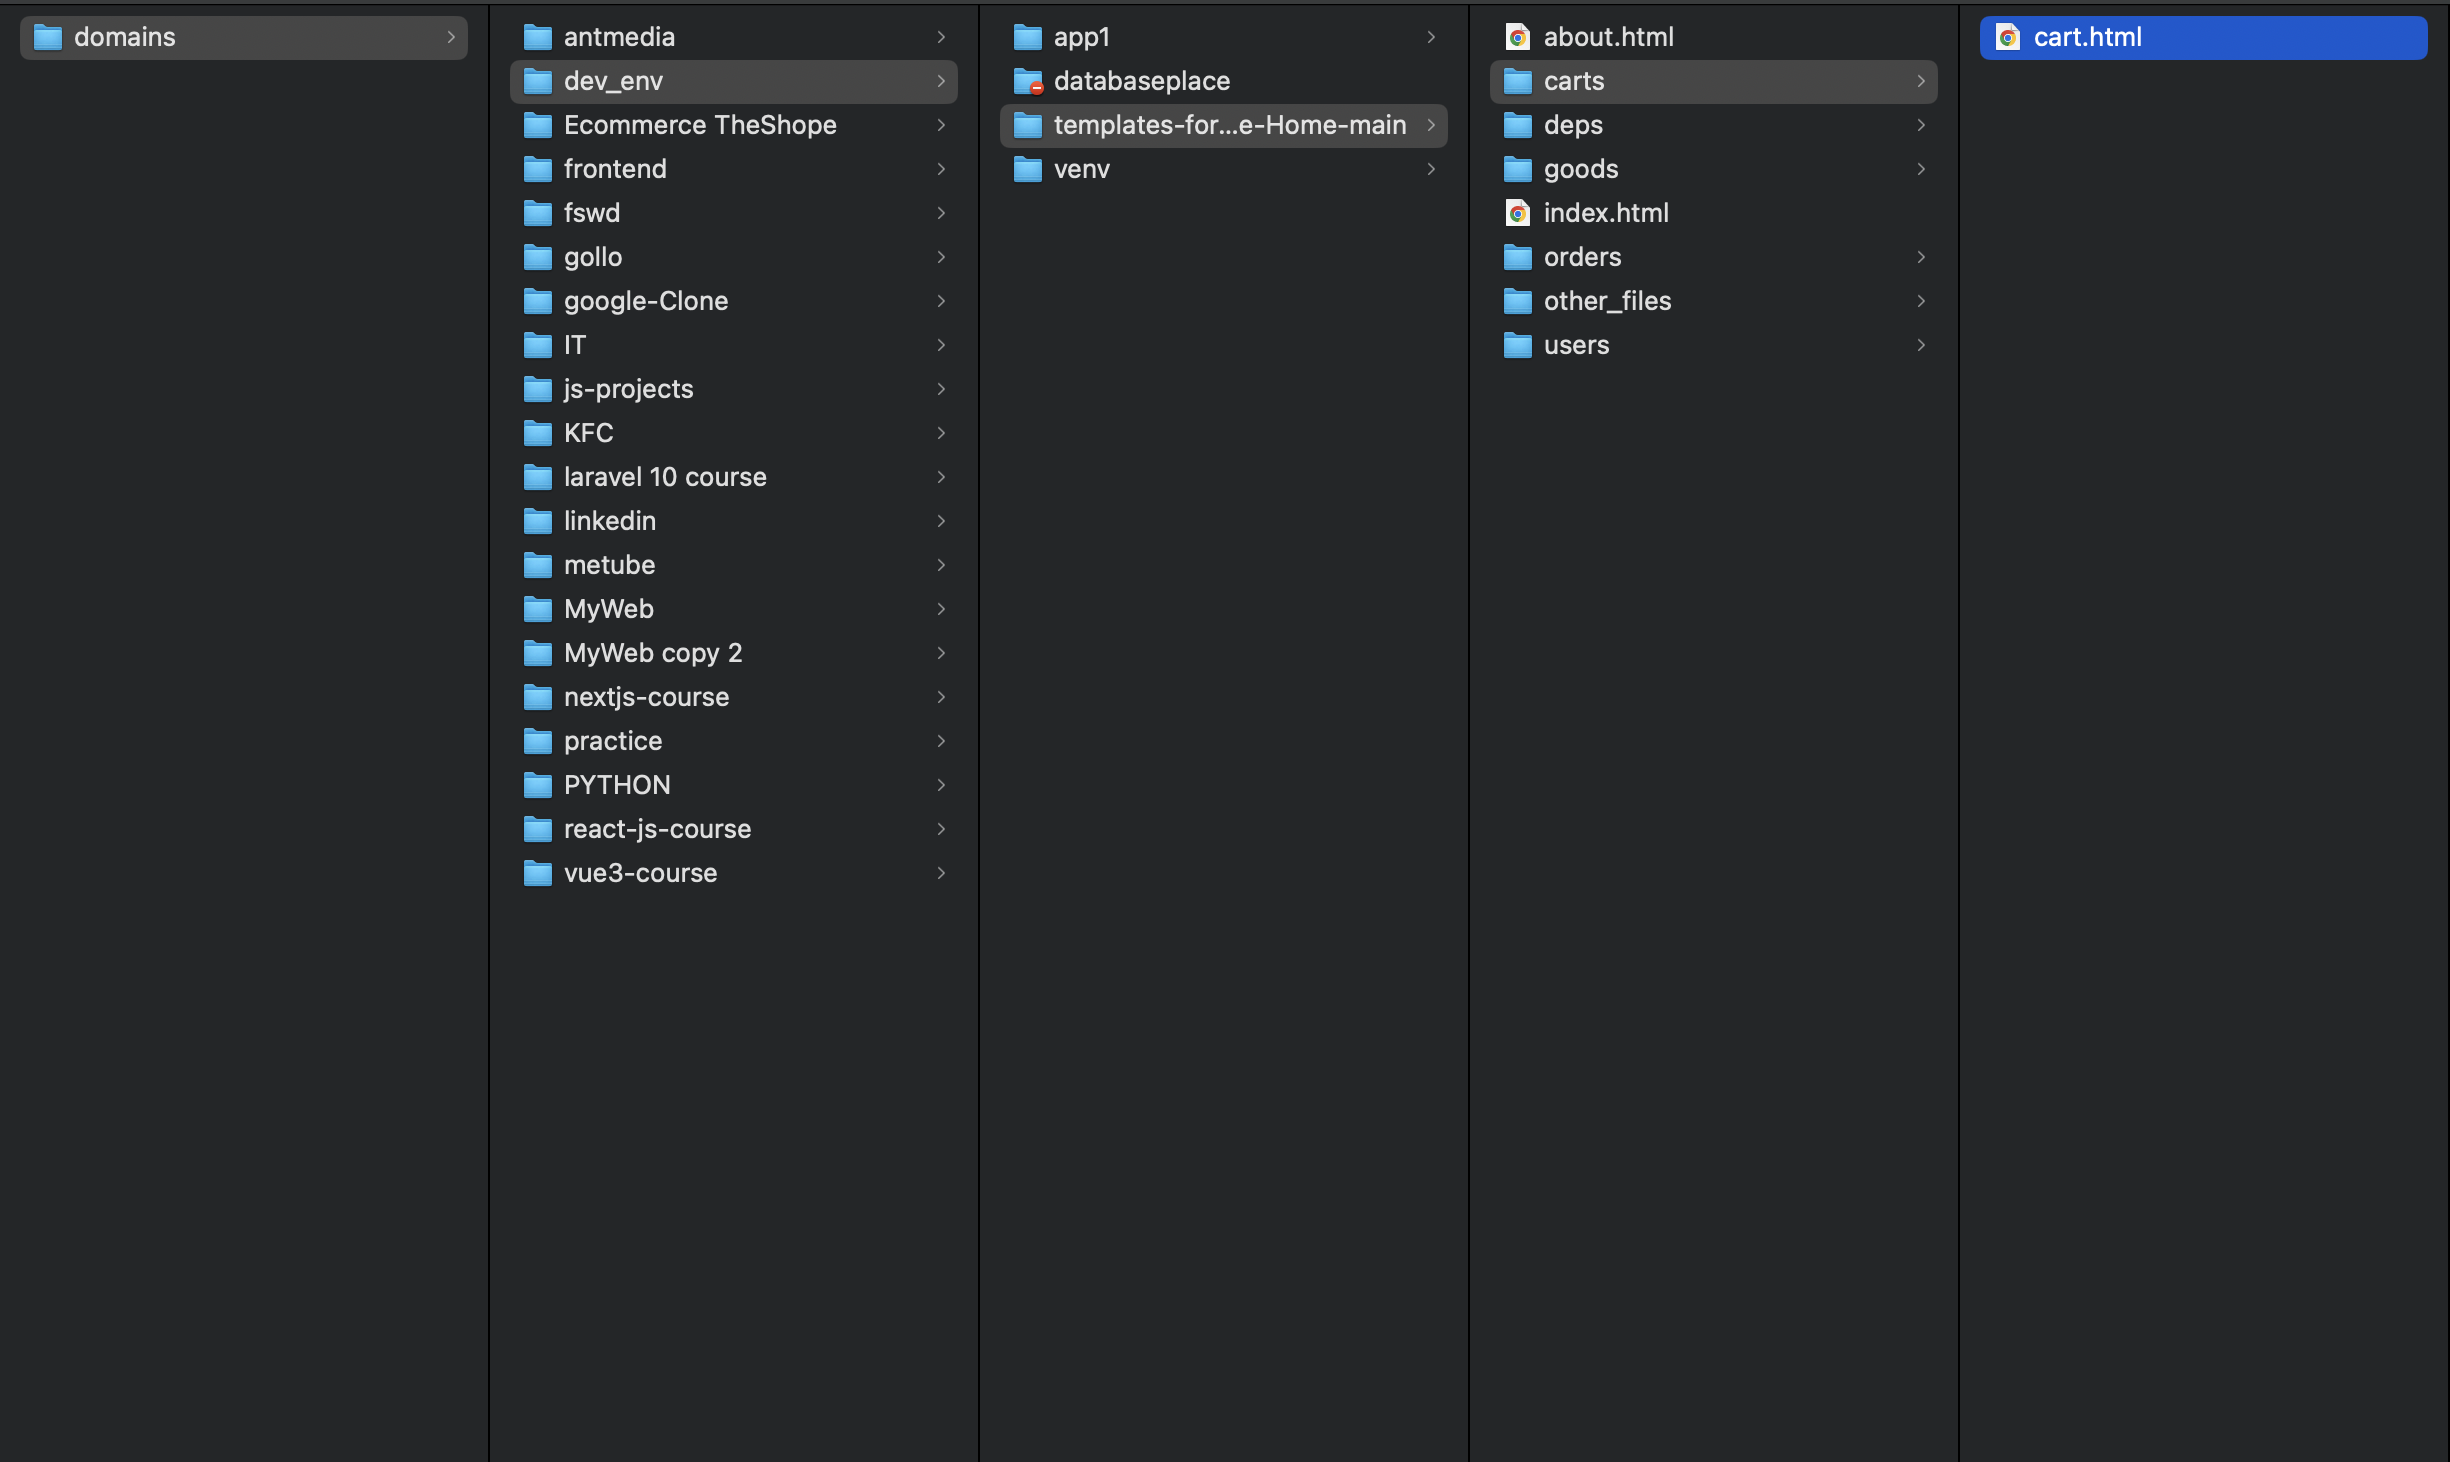 domains
antmedia
dev_env
Ecommerce TheShope
frontend
fswd
gollo
google-Clone
IT
js-projects
KFC
laravel 10 course
linkedin
metube
MyWeb
MyWeb copy 2
nextjs-course
practice
PYTHON
react-js-course
vue3-course
app1
databaseplace
templates-for...e-Home-main
venv
about.html
carts
deps
goods
index.html
orders
other_files
users
cart.html